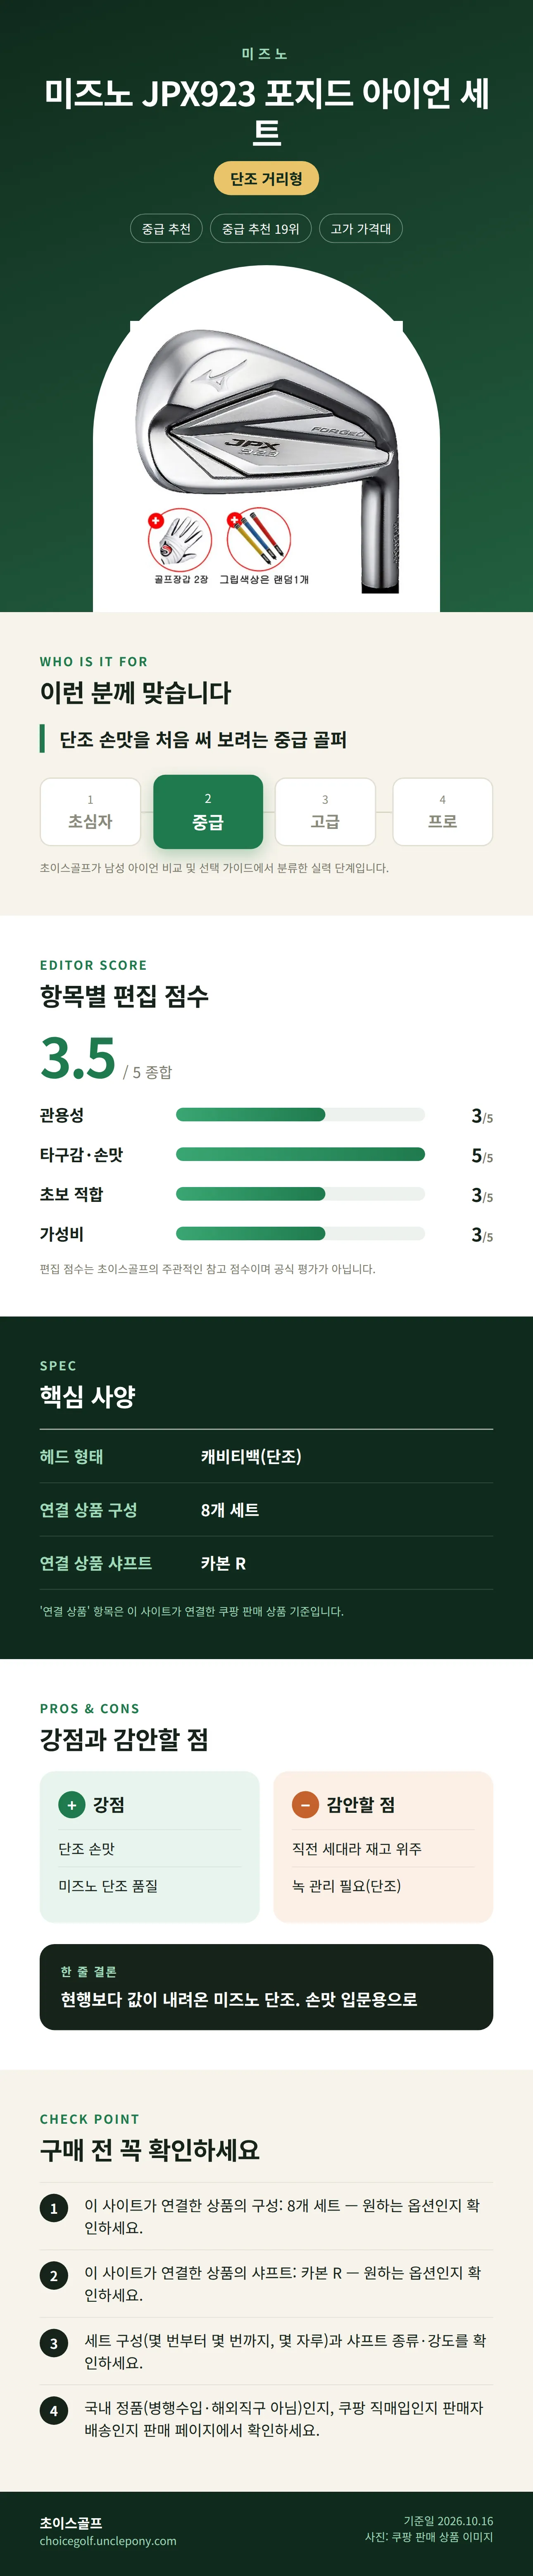 미즈노
미즈노 JPX923 포지드 아이언 세
트
단조 거리형
중급 추천
중급 추천 19위
고가 가격대
FORGED
JPX
923
골프장갑 2장
그립색상은 랜덤1개
WHO IS IT FOR
이런 분께 맞습니다
단조 손맛을 처음 써 보려는 중급 골퍼
1
초심자
2
중급
3
고급
4
프로
초이스골프가 남성 아이언 비교 및 선택 가이드에서 분류한 실력 단계입니다.
EDITOR SCORE
항목별 편집 점수
3.5 / 5 종합
관용성 3/5
타구감·손맛 5/5
초보 적합 3/5
가성비 3/5
편집 점수는 초이스골프의 주관적인 참고 점수이며 공식 평가가 아닙니다.
SPEC
핵심 사양
헤드 형태 캐비티백(단조)
연결 상품 구성 8개 세트
연결 상품 샤프트 카본 R
'연결 상품' 항목은 이 사이트가 연결한 쿠팡 판매 상품 기준입니다.
PROS & CONS
강점과 감안할 점
+ 강점
단조 손맛
미즈노 단조 품질
− 감안할 점
직전 세대라 재고 위주
녹 관리 필요(단조)
한 줄 결론
현행보다 값이 내려온 미즈노 단조. 손맛 입문용으로
CHECK POINT
구매 전 꼭 확인하세요
1 이 사이트가 연결한 상품의 구성: 8개 세트 — 원하는 옵션인지 확
인하세요.
2 이 사이트가 연결한 상품의 샤프트: 카본 R — 원하는 옵션인지 확
인하세요.
3 세트 구성(몇 번부터 몇 번까지, 몇 자루)과 샤프트 종류·강도를 확
인하세요.
4 국내 정품(병행수입·해외직구 아님)인지, 쿠팡 직매입인지 판매자
배송인지 판매 페이지에서 확인하세요.
초이스골프
choicegolf.unclepony.com
기준일 2026.10.16
사진: 쿠팡 판매 상품 이미지